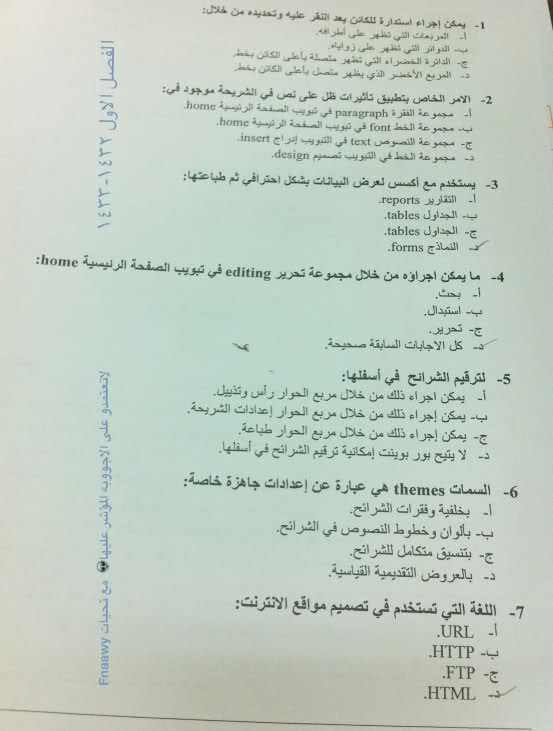 1- يمكن إجراء استدارة للكائن بعد النقر عليه وتحديده من خلال:
أ- المربعات التي تظهر على أطرافه.
ب- الدوائر التي تظهر على زواياه.
ج- الدائرة الخضراء التي تظهر متصلة بأعلى الكائن بخط.
د- المربع الأخضر الذي يظهر متصل بأعلى الكائن بخط.
2- الامر الخاص بتطبيق تأثيرات ظل على نص في الشريحة موجود في:
أ- مجموعة الفقرة paragraph في تبويب الصفحة الرئيسية home.
ب- مجموعة الخط font في تبويب الصفحة الرئيسية home.
ج- مجموعة النصوص text في التبويب إدراج insert.
د- مجموعة الخط في التبويب تصميم design.
3- يستخدم مع أكسس لعرض البيانات بشكل احترافي ثم طباعتها:
أ- التقارير reports.
ب- الجداول tables.
ج- الجداول tables.
د- النماذج forms.
4- ما يمكن اجراؤه من خلال مجموعة تحرير editing في تبويب الصفحة الرئيسية home:
أ- بحث.
ب- استبدال.
ج- تحرير.
د- كل الاجابات السابقة صحيحة.
5- لترقيم الشرائح في أسفلها:
أ- يمكن اجراء ذلك من خلال مربع الحوار رأس وتذييل.
ب- يمكن إجراء ذلك من خلال مربع الحوار إعدادات الشريحة.
ج- يمكن إجراء ذلك من خلال مربع الحوار طباعة.
د- لا يتيح بور بوينت إمكانية ترقيم الشرائح في أسفلها.
6- السمات themes هي عبارة عن إعدادات جاهزة خاصة:
أ- بخلفية وفقرات الشرائح.
ب- بألوان وخطوط النصوص في الشرائح.
ج- بتنسيق متكامل للشرائح.
د- بالعروض التقديمية القياسية.
7- اللغة التي تستخدم في تصميم مواقع الانترنت:
أ- URL.
ب- HTTP.
ج- FTP.
د- HTML.
الفصل الاول ١٤٣٢-١٤٣٣
لاتعتمدو على الاجووبه المؤشر عليها مع تحيات Fnaawy